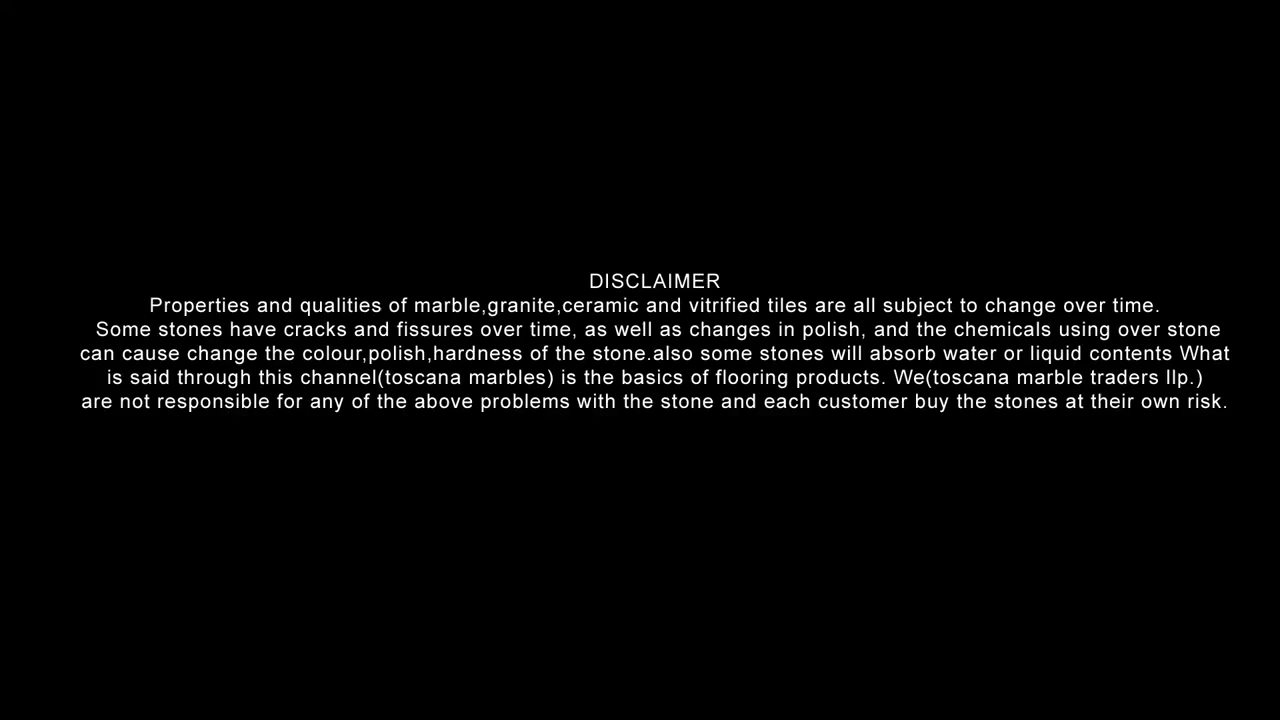 DISCLAIMER
Properties and qualities of marble,granite,ceramic and vitrified tiles are all subject to change over time.
Some stones have cracks and fissures over time, as well as changes in polish, and the chemicals using over stone
can cause change the colour,polish,hardness of the stone.also some stones will absorb water or liquid contents What
is said through this channel(toscana marbles) is the basics of flooring products. We(toscana marble traders llp.)
are not responsible for any of the above problems with the stone and each customer buy the stones at their own risk.